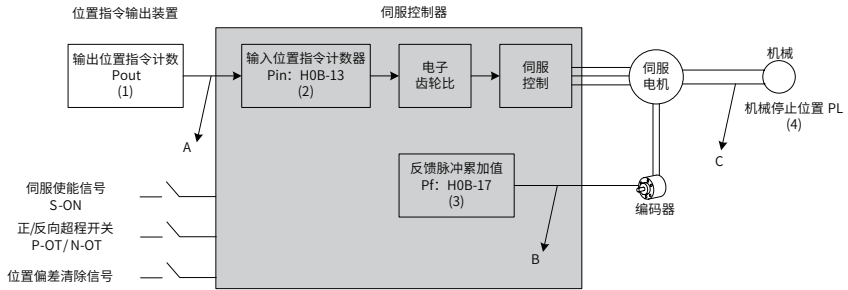 位置指令输出装置
伺服控制器
输出位置指令计数
Pout
(1)
输入位置指令计数器
Pin：H0B-13
(2)
电子
齿轮比
伺服
控制
伺服
电机
机械
机械停止位置 PL
(4)
A
C
反馈脉冲累加值
Pf：H0B-17
(3)
编码器
B
伺服使能信号
S-ON
正/反向超程开关
P-OT/ N-OT
位置偏差清除信号